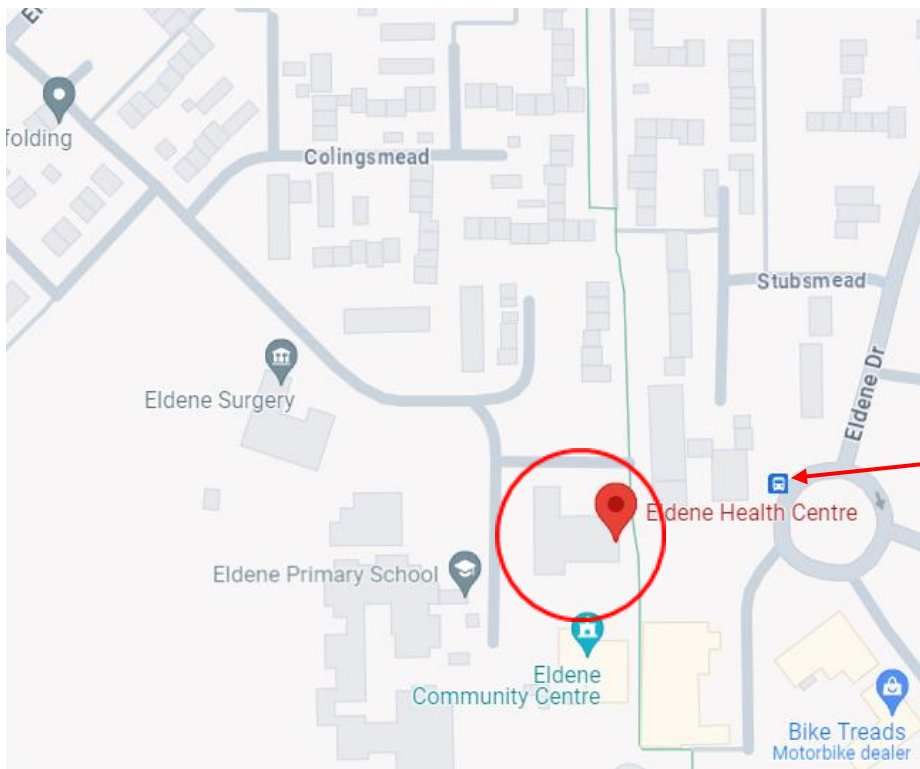 folding
Colingsmead
Stubsmead
Eldene Dr
Eldene Surgery
Eldene Health Centre
Eldene Primary School
Eldene
Community Centre
Bike Treads
Motorbike dealer